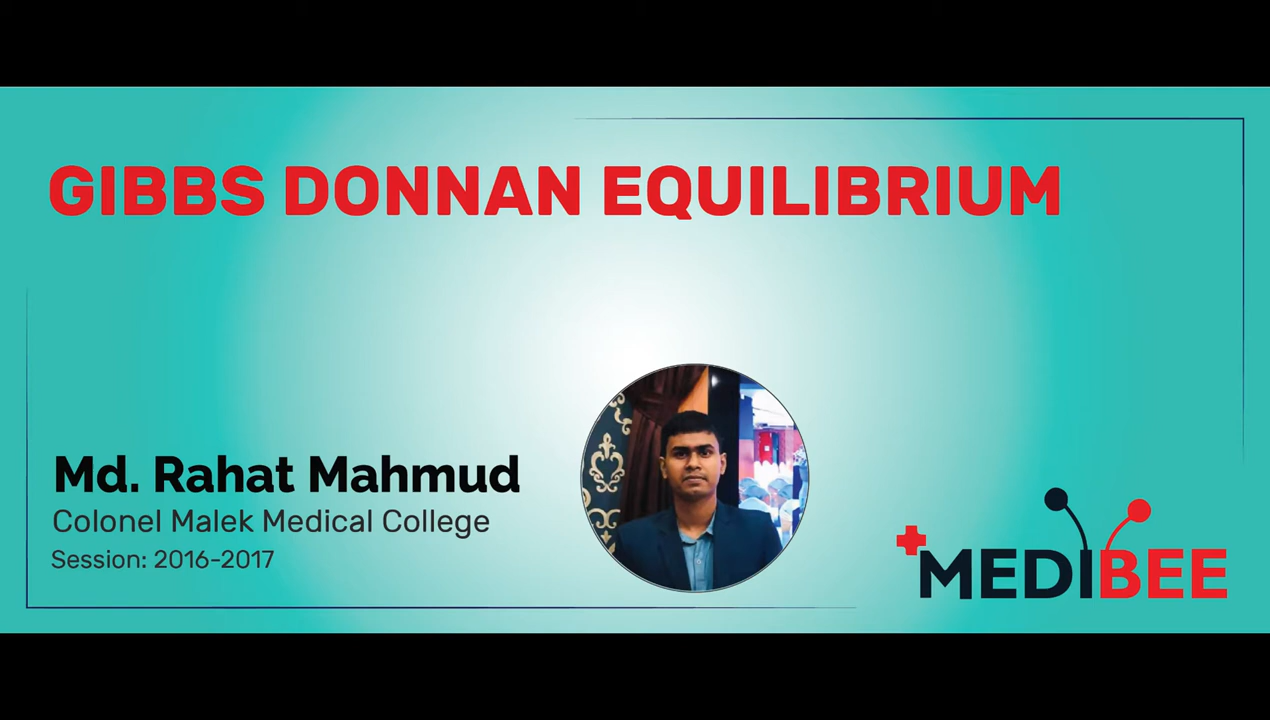 GIBBS DONNAN EQUILIBRIUM
Md. Rahat Mahmud
Colonel Malek Medical College
Session: 2016-2017
MEDIBEE